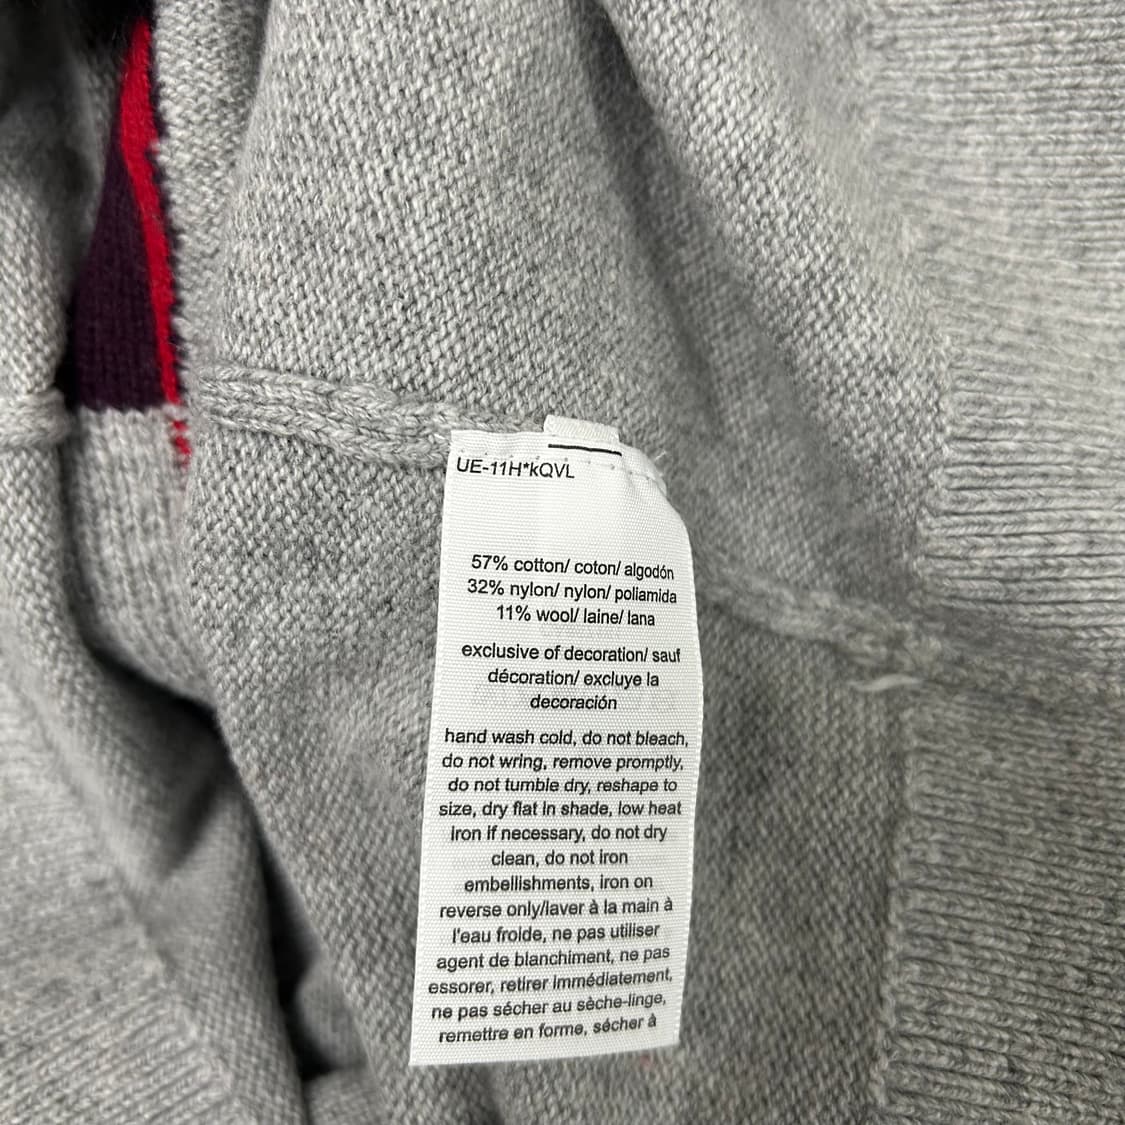 UE-11H*kQVL
57% cotton/ coton/ algodón
32% nylon/ nylon/ poliamida
11% wool/ laine/ lana
exclusive of decoration/ sauf
décoration/ excluye la
decoración
hand wash cold, do not bleach,
do not wring, remove promptly,
do not tumble dry, reshape to
size, dry flat in shade, low heat
iron if necessary, do not dry
clean, do not iron
embellishments, iron on
reverse only/laver à la main à
l'eau froide, ne pas utiliser
agent de blanchiment, ne pas
essorer, retirer immédiatement,
ne pas sécher au sèche-linge,
remettre en forme, sécher à